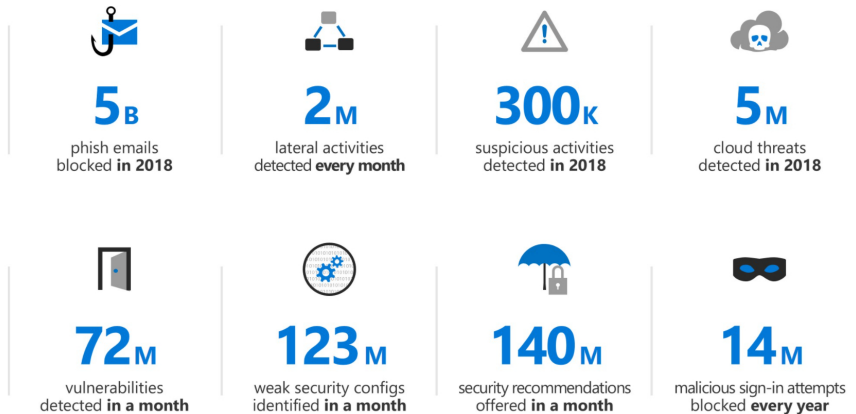 5B
phish emails
blocked in 2018
2M
lateral activities
detected every month
300K
suspicious activities
detected in 2018
5M
cloud threats
detected in 2018
72M
vulnerabilities
detected in a month
123M
weak security configs
identified in a month
140M
security recommendations
offered in a month
14M
malicious sign-in attempts
blocked every year